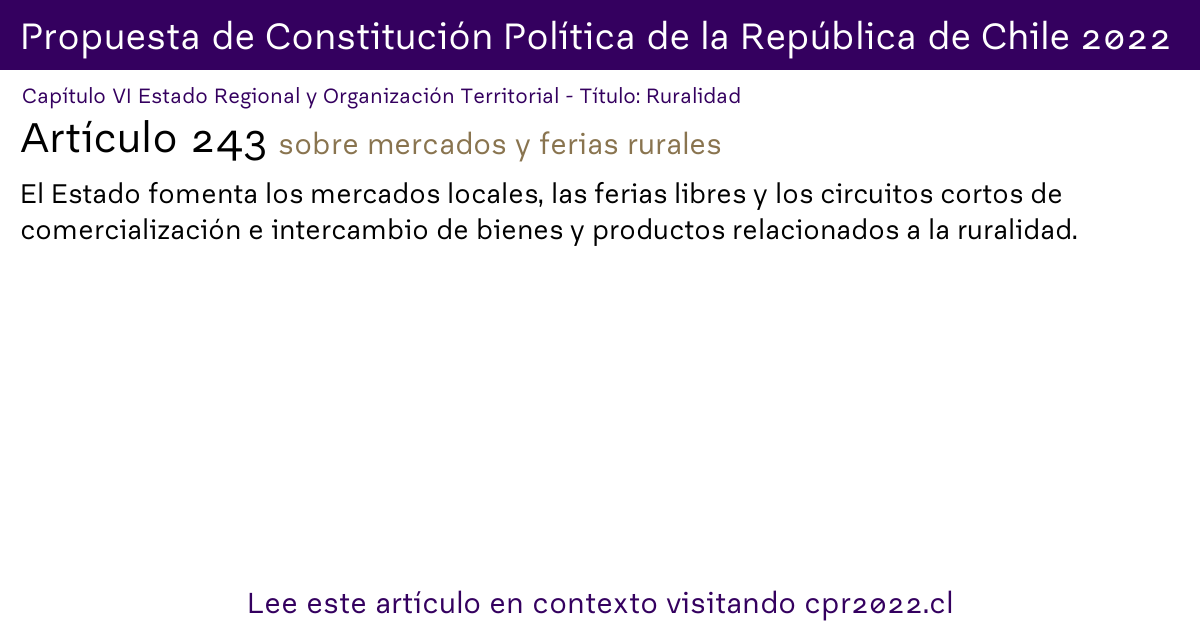 Propuesta de Constitución Política de la República de Chile 2022
Capítulo VI Estado Regional y Organización Territorial - Título: Ruralidad
Artículo 243 sobre mercados y ferias rurales
El Estado fomenta los mercados locales, las ferias libres y los circuitos cortos de
comercialización e intercambio de bienes y productos relacionados a la ruralidad.
Lee este artículo en contexto visitando cpr2022.cl